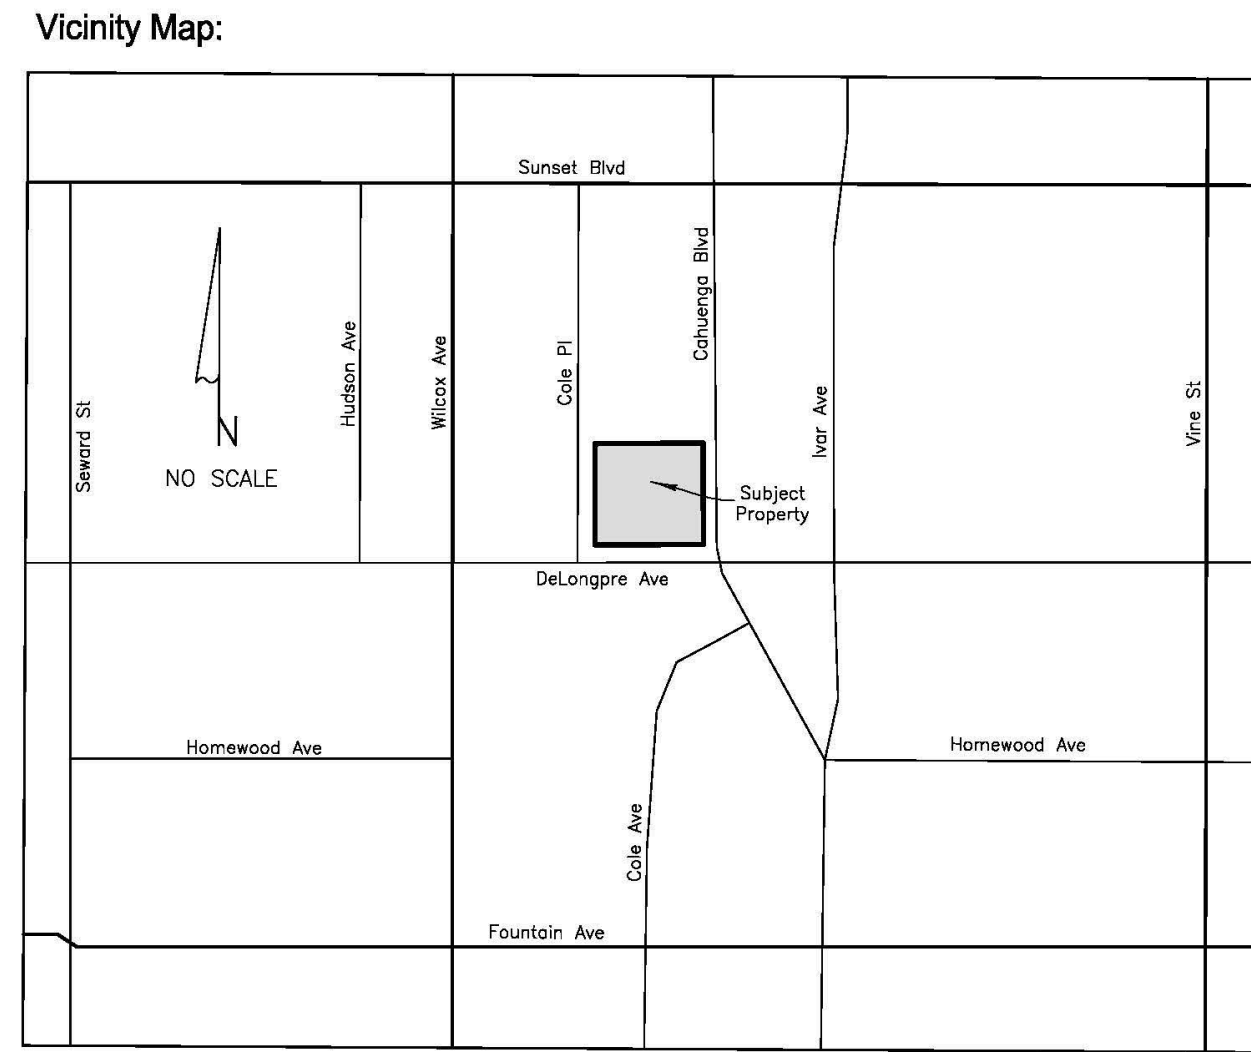 Vicinity Map:
Sunset Blvd
Cahuenga Blvd
Hudson Ave
Wilcox Ave
Cole Pl
Ivar Ave
Vine St
Seward St
N
NO SCALE
Subject
Property
DeLongpre Ave
Homewood Ave
Homewood Ave
Cole Ave
Fountain Ave